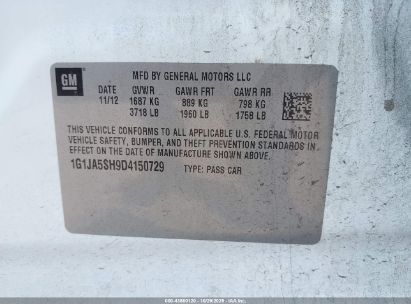 GM
MFD BY GENERAL MOTORS LLC
DATE GVWR GAWR FRT GAWR RR
11/12 1687 KG 889 KG 798 KG
3718 LB 1960 LB 1758 LB
THIS VEHICLE CONFORMS TO ALL APPLICABLE U.S. FEDERAL MOTOR
VEHICLE SAFETY, BUMPER, AND THEFT PREVENTION STANDARDS IN
EFFECT ON THE DATE OF MANUFACTURE SHOWN ABOVE.
1G1JA5SH9D4150729 TYPE: PASS CAR